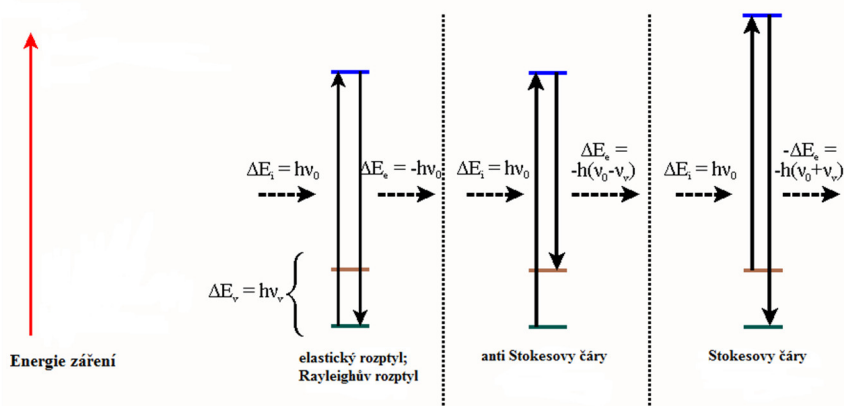 ΔEᵢ = hν₀
ΔEₑ = -hν₀
ΔEᵥ = hνᵥ
elastický rozptyl;
Rayleighův rozptyl
ΔEᵢ = hν₀
ΔEₑ =
-h(ν₀-νᵥ)
anti Stokesovy čáry
ΔEᵢ = hν₀
-ΔEₑ =
-h(ν₀+νᵥ)
Stokesovy čáry
Energie záření